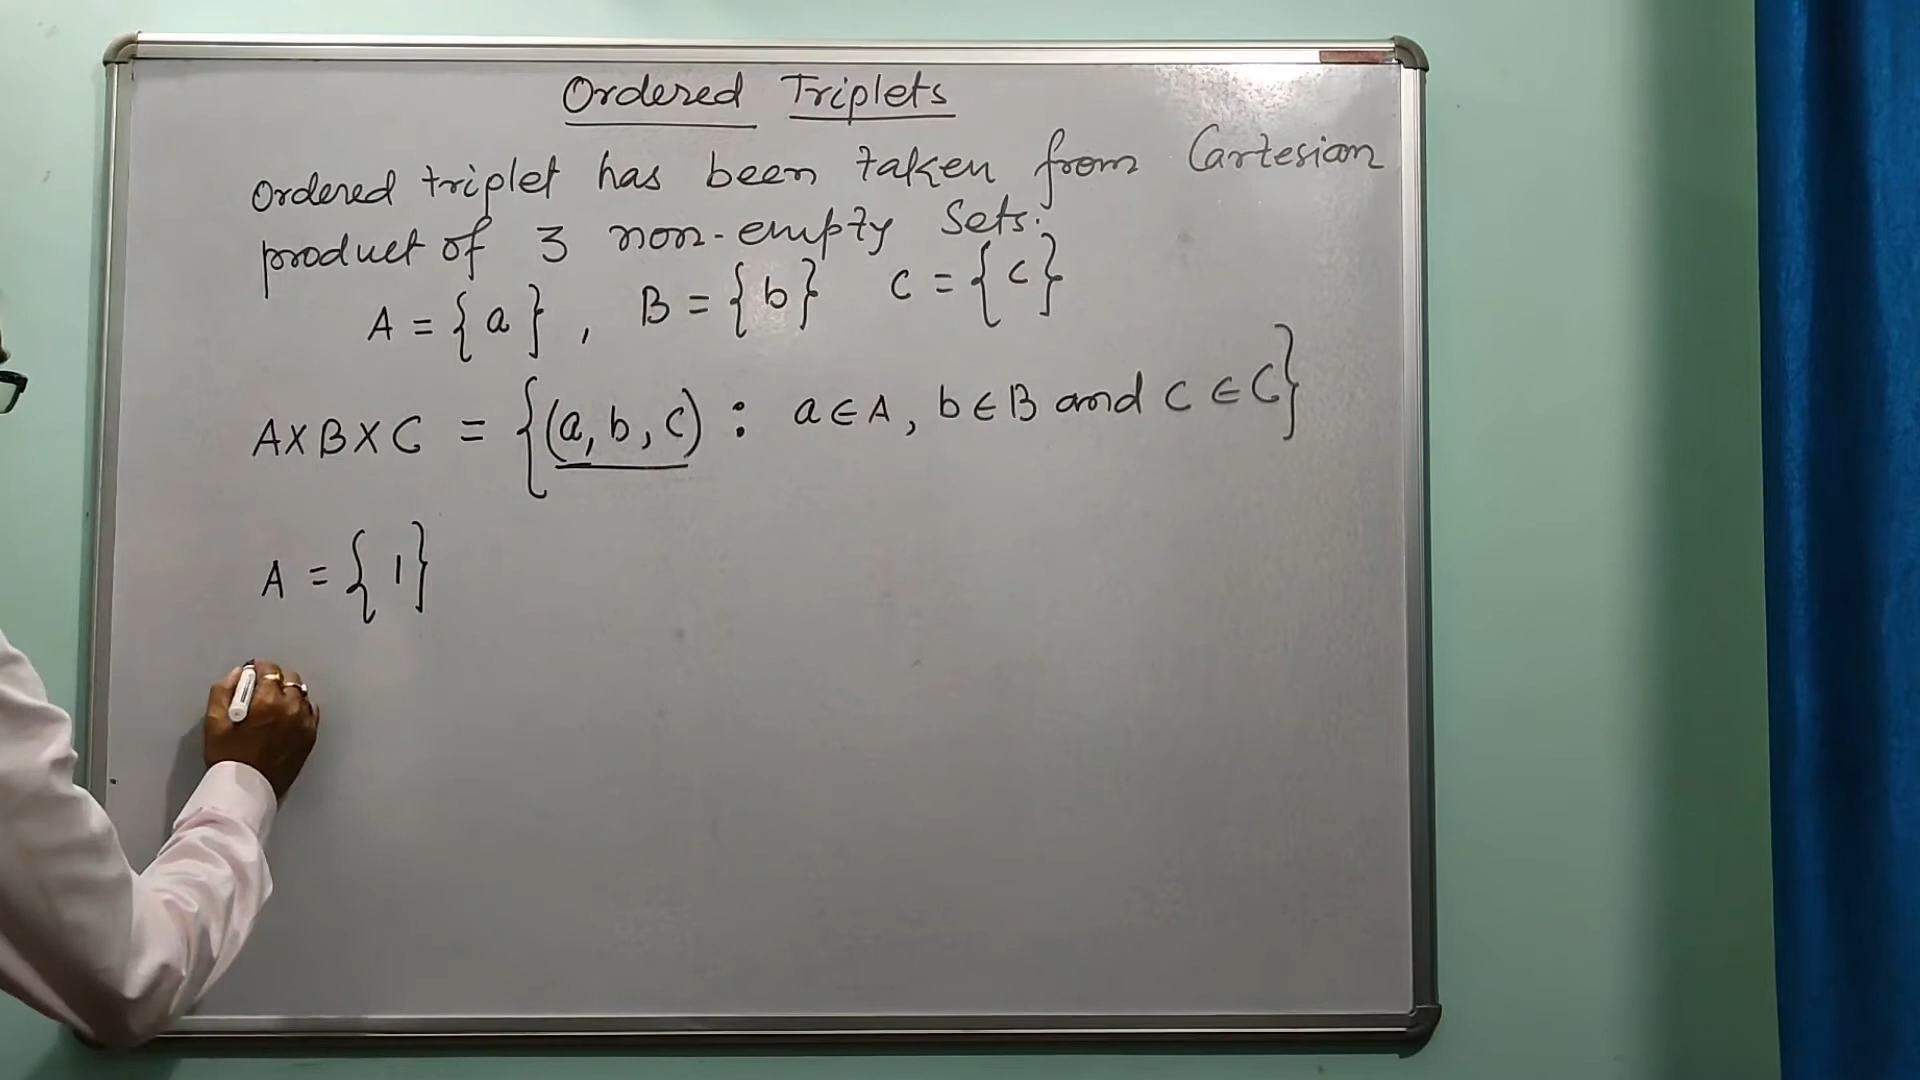 Ordered Triplets
Ordered triplet has been taken from Cartesian
product of 3 non-empty Sets.
A = {a}, B = {b} C = {c}
A×B×C = {(a, b, c) : a∈A, b∈B and c∈C}
A = {1}